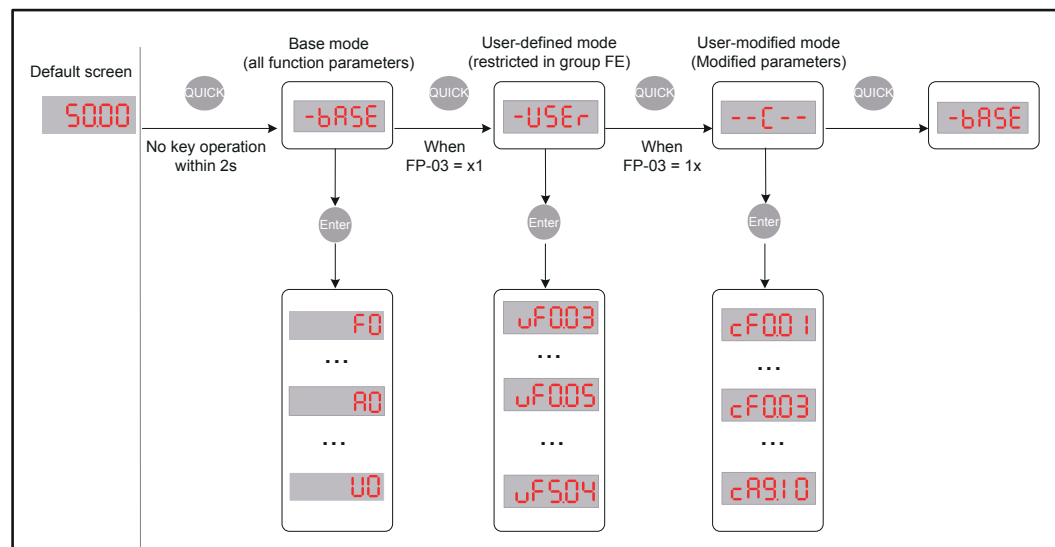 Default screen
50.00
QUICK
No key operation
within 2s
Base mode
(all function parameters)
-bASE
QUICK
When
FP-03 = x1
User-defined mode
(restricted in group FE)
-USEr
QUICK
When
FP-03 = 1x
User-modified mode
(Modified parameters)
--C--
QUICK
-bASE
Enter
Enter
Enter
F0
...
A0
...
U0
uF0.03
...
uF0.05
...
uF5.04
cF0.01
...
cF0.03
...
cA9.10